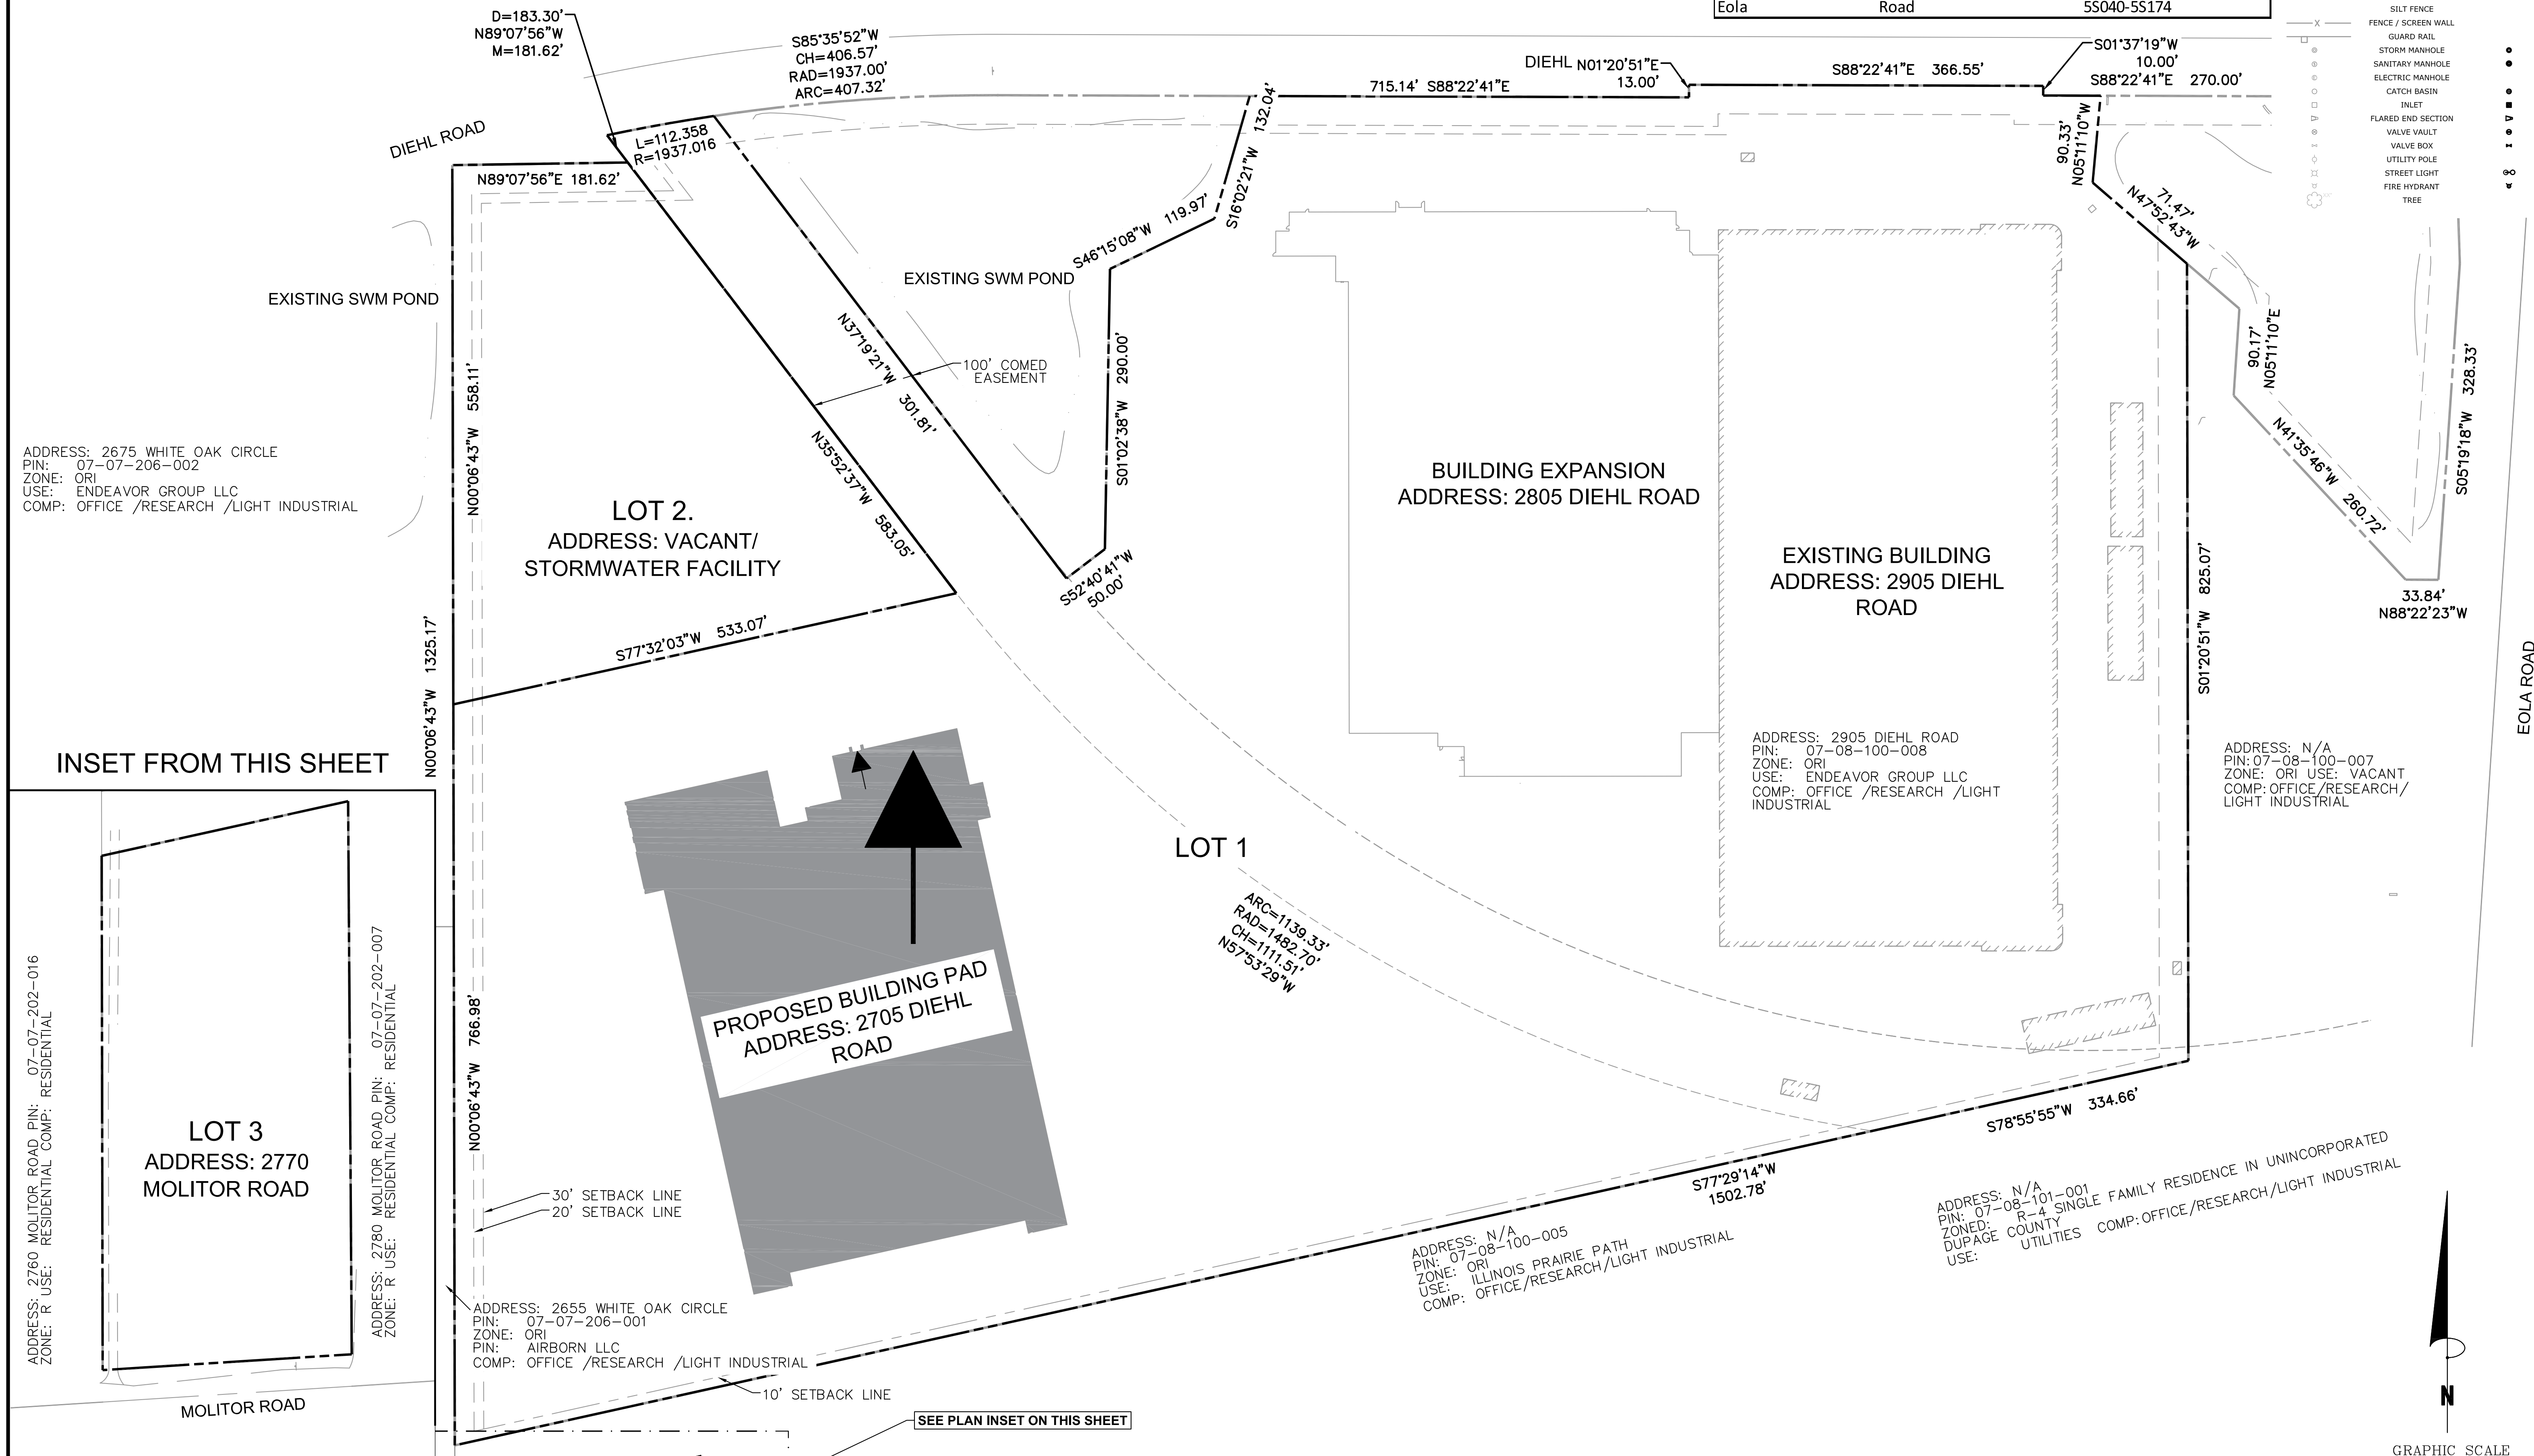 Eola Road 5S040-5S174
SILT FENCE
FENCE / SCREEN WALL
GUARD RAIL
STORM MANHOLE
SANITARY MANHOLE
ELECTRIC MANHOLE
CATCH BASIN
INLET
FLARED END SECTION
VALVE VAULT
VALVE BOX
UTILITY POLE
STREET LIGHT
FIRE HYDRANT
TREE
D=183.30'
N89°07'56"W
M=181.62'
S85°35'52"W
CH=406.57'
RAD=1937.00'
ARC=407.32'
DIEHL
N01°20'51"E
13.00'
715.14' S88°22'41"E
S88°22'41"E 366.55'
S01°37'19"W
10.00'
S88°22'41"E 270.00'
DIEHL ROAD
L=112.358
R=1937.016
N89°07'56"E 181.62'
S16°02'21"W 132.04'
S46°15'08"W 119.97'
90.33'
N05°11'10"W
71.47'
N47°52'43"W
EXISTING SWM POND
EXISTING SWM POND
N37°19'21"W 301.81'
100' COMED
EASEMENT
S01°02'38"W 290.00'
90.17'
N05°11'10"E
N41°35'46"W 260.72'
S05°19'18"W 328.33'
33.84'
N88°22'23"W
N00°06'43"W 558.11'
N35°52'37"W 583.05'
ADDRESS: 2675 WHITE OAK CIRCLE
PIN: 07-07-206-002
ZONE: ORI
USE: ENDEAVOR GROUP LLC
COMP: OFFICE /RESEARCH /LIGHT INDUSTRIAL
LOT 2.
ADDRESS: VACANT/
STORMWATER FACILITY
BUILDING EXPANSION
ADDRESS: 2805 DIEHL ROAD
EXISTING BUILDING
ADDRESS: 2905 DIEHL
ROAD
S52°40'41"W
50.00'
S77°32'03"W 533.07'
N00°06'43"W 1325.17'
S01°20'51"W 825.07'
EOLA ROAD
ADDRESS: 2905 DIEHL ROAD
PIN: 07-08-100-008
ZONE: ORI
USE: ENDEAVOR GROUP LLC
COMP: OFFICE /RESEARCH /LIGHT
INDUSTRIAL
ADDRESS: N/A
PIN: 07-08-100-007
ZONE: ORI USE: VACANT
COMP: OFFICE/RESEARCH/
LIGHT INDUSTRIAL
INSET FROM THIS SHEET
LOT 1
ARC=1139.33'
RAD=1482.70'
CH=1111.51'
N57°53'29"W
PROPOSED BUILDING PAD
ADDRESS: 2705 DIEHL
ROAD
N00°06'43"W 766.98'
ADDRESS: 2760 MOLITOR ROAD PIN: 07-07-202-016
ZONE: R USE: RESIDENTIAL COMP: RESIDENTIAL
LOT 3
ADDRESS: 2770
MOLITOR ROAD
ADDRESS: 2780 MOLITOR ROAD PIN: 07-07-202-007
ZONE: R USE: RESIDENTIAL COMP: RESIDENTIAL
MOLITOR ROAD
30' SETBACK LINE
20' SETBACK LINE
S78°55'55"W 334.66'
S77°29'14"W
1502.78'
ADDRESS: N/A
PIN: 07-08-100-005
ZONE: ORI
USE: ILLINOIS PRAIRIE PATH
COMP: OFFICE/RESEARCH/LIGHT INDUSTRIAL
ADDRESS: N/A
PIN: 07-08-101-001
ZONED: R-4 SINGLE FAMILY RESIDENCE IN UNINCORPORATED
DUPAGE COUNTY
USE: UTILITIES COMP: OFFICE/RESEARCH/LIGHT INDUSTRIAL
ADDRESS: 2655 WHITE OAK CIRCLE
PIN: 07-07-206-001
ZONE: ORI
PIN: AIRBORN LLC
COMP: OFFICE /RESEARCH /LIGHT INDUSTRIAL
10' SETBACK LINE
SEE PLAN INSET ON THIS SHEET
N
GRAPHIC SCALE